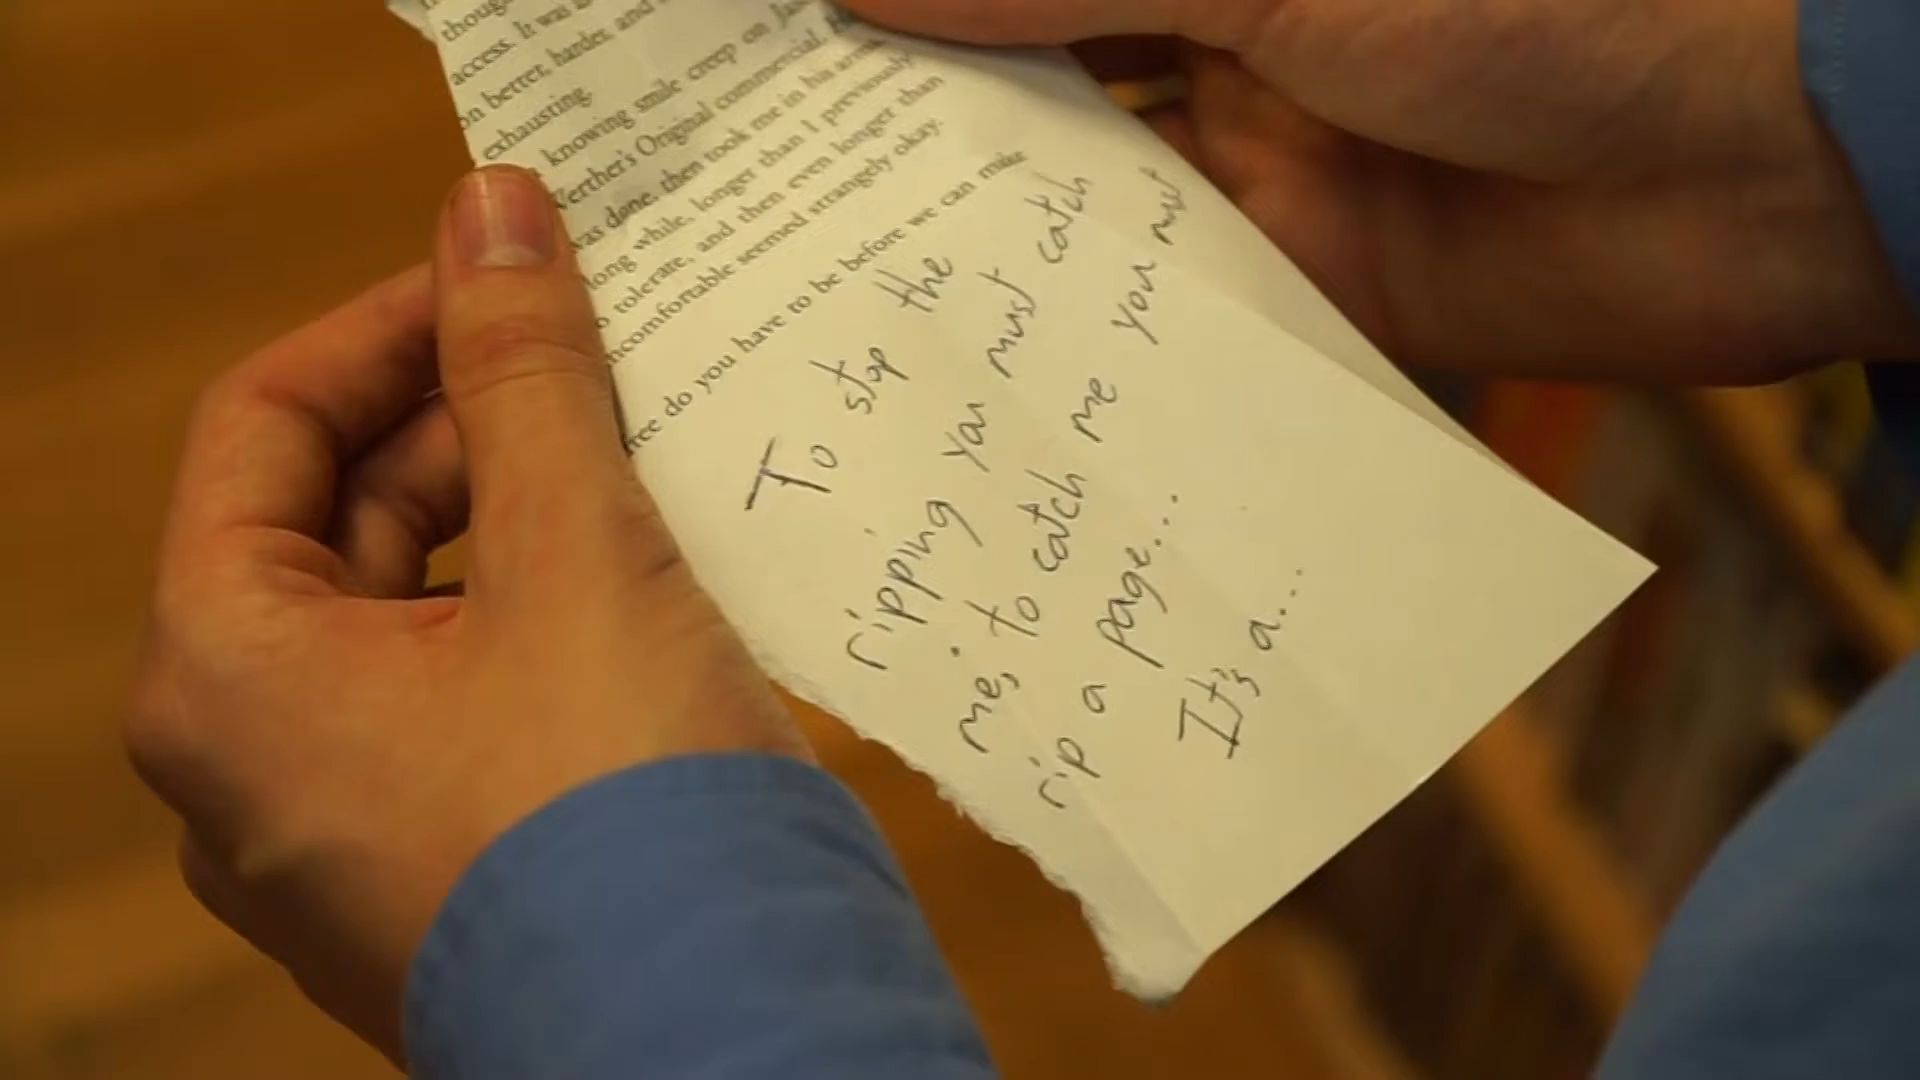 though
access. It was
on better, harder, and
exhausting.
knowing smile creep on
Werther's Original commercial.
was done, then took me in his arms
long while, longer than I previously
to tolerate, and then even longer than
uncomfortable seemed strangely okay.
do you have to be before we can make
To stop the
ripping you must catch
me; to catch me you must
rip a page...
It's a...